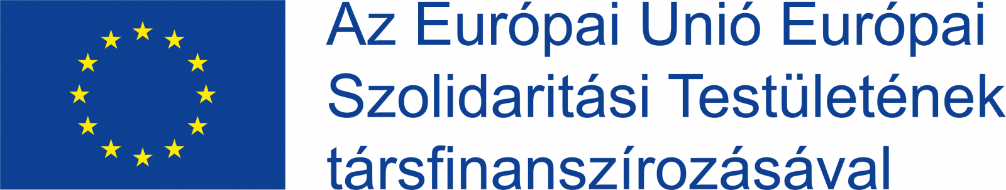 Az Európai Unió Európai
Szolidaritási Testületének
társfinanszírozásával